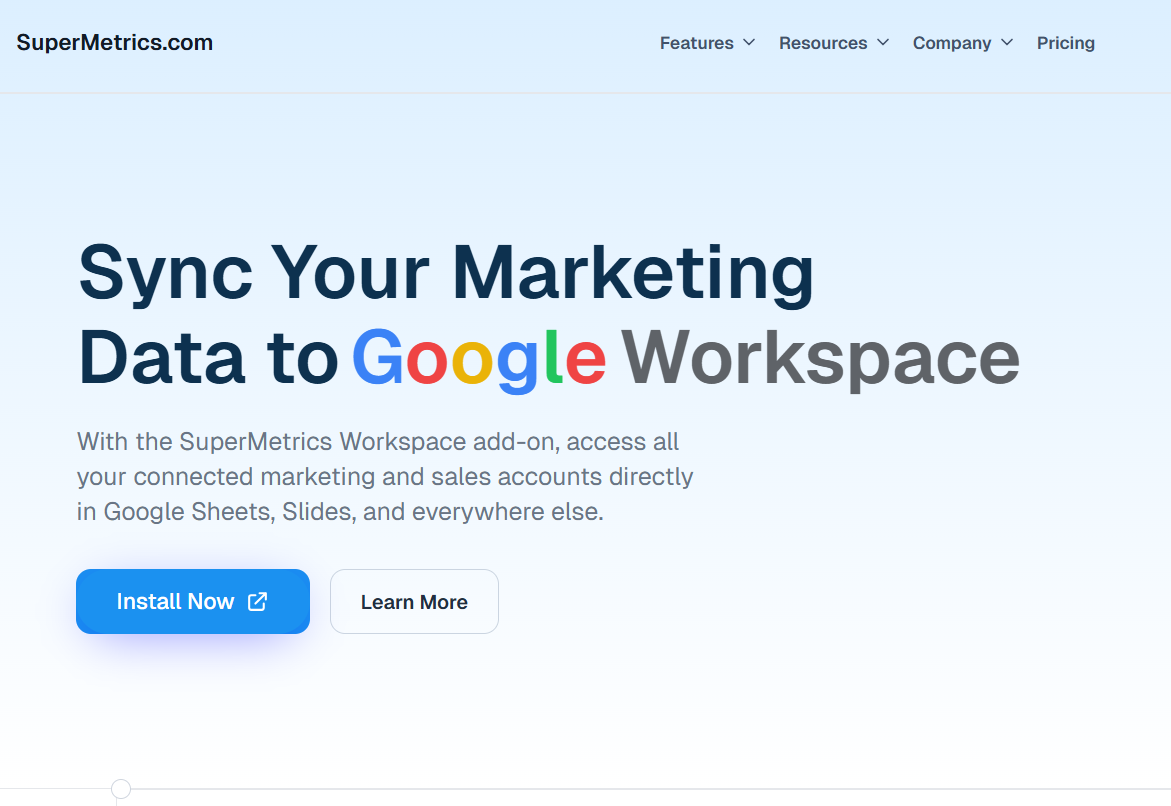 SuperMetrics.com
Features Resources Company Pricing
Sync Your Marketing
Data to Google Workspace
With the SuperMetrics Workspace add-on, access all
your connected marketing and sales accounts directly
in Google Sheets, Slides, and everywhere else.
Install Now
Learn More